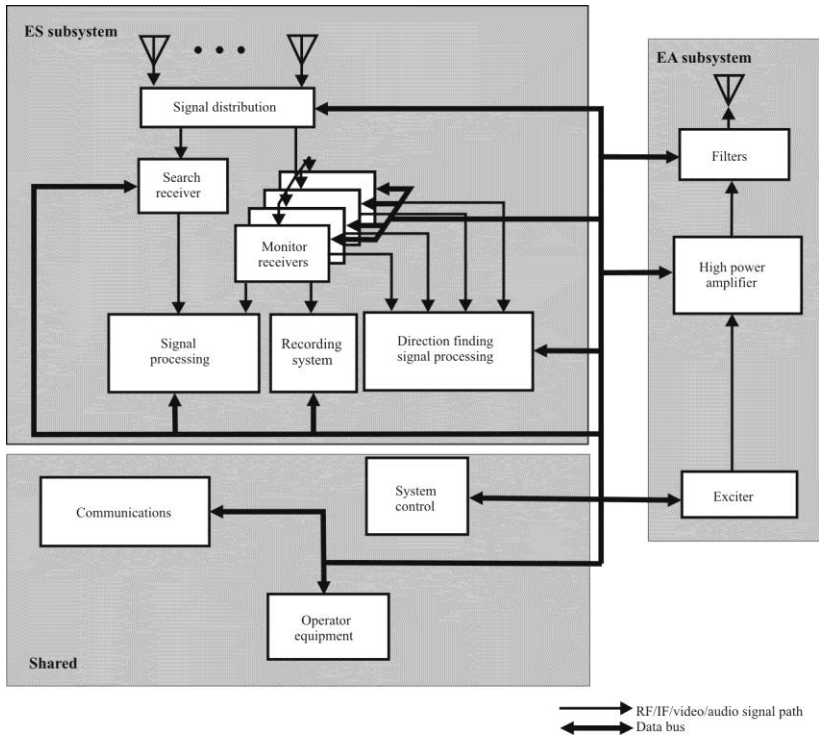 ES subsystem
Signal distribution
Search
receiver
Monitor
receivers
Signal
processing
Recording
system
Direction finding
signal processing
EA subsystem
Filters
High power
amplifier
Exciter
Communications
System
control
Operator
equipment
Shared
RF/IF/video/audio signal path
Data bus